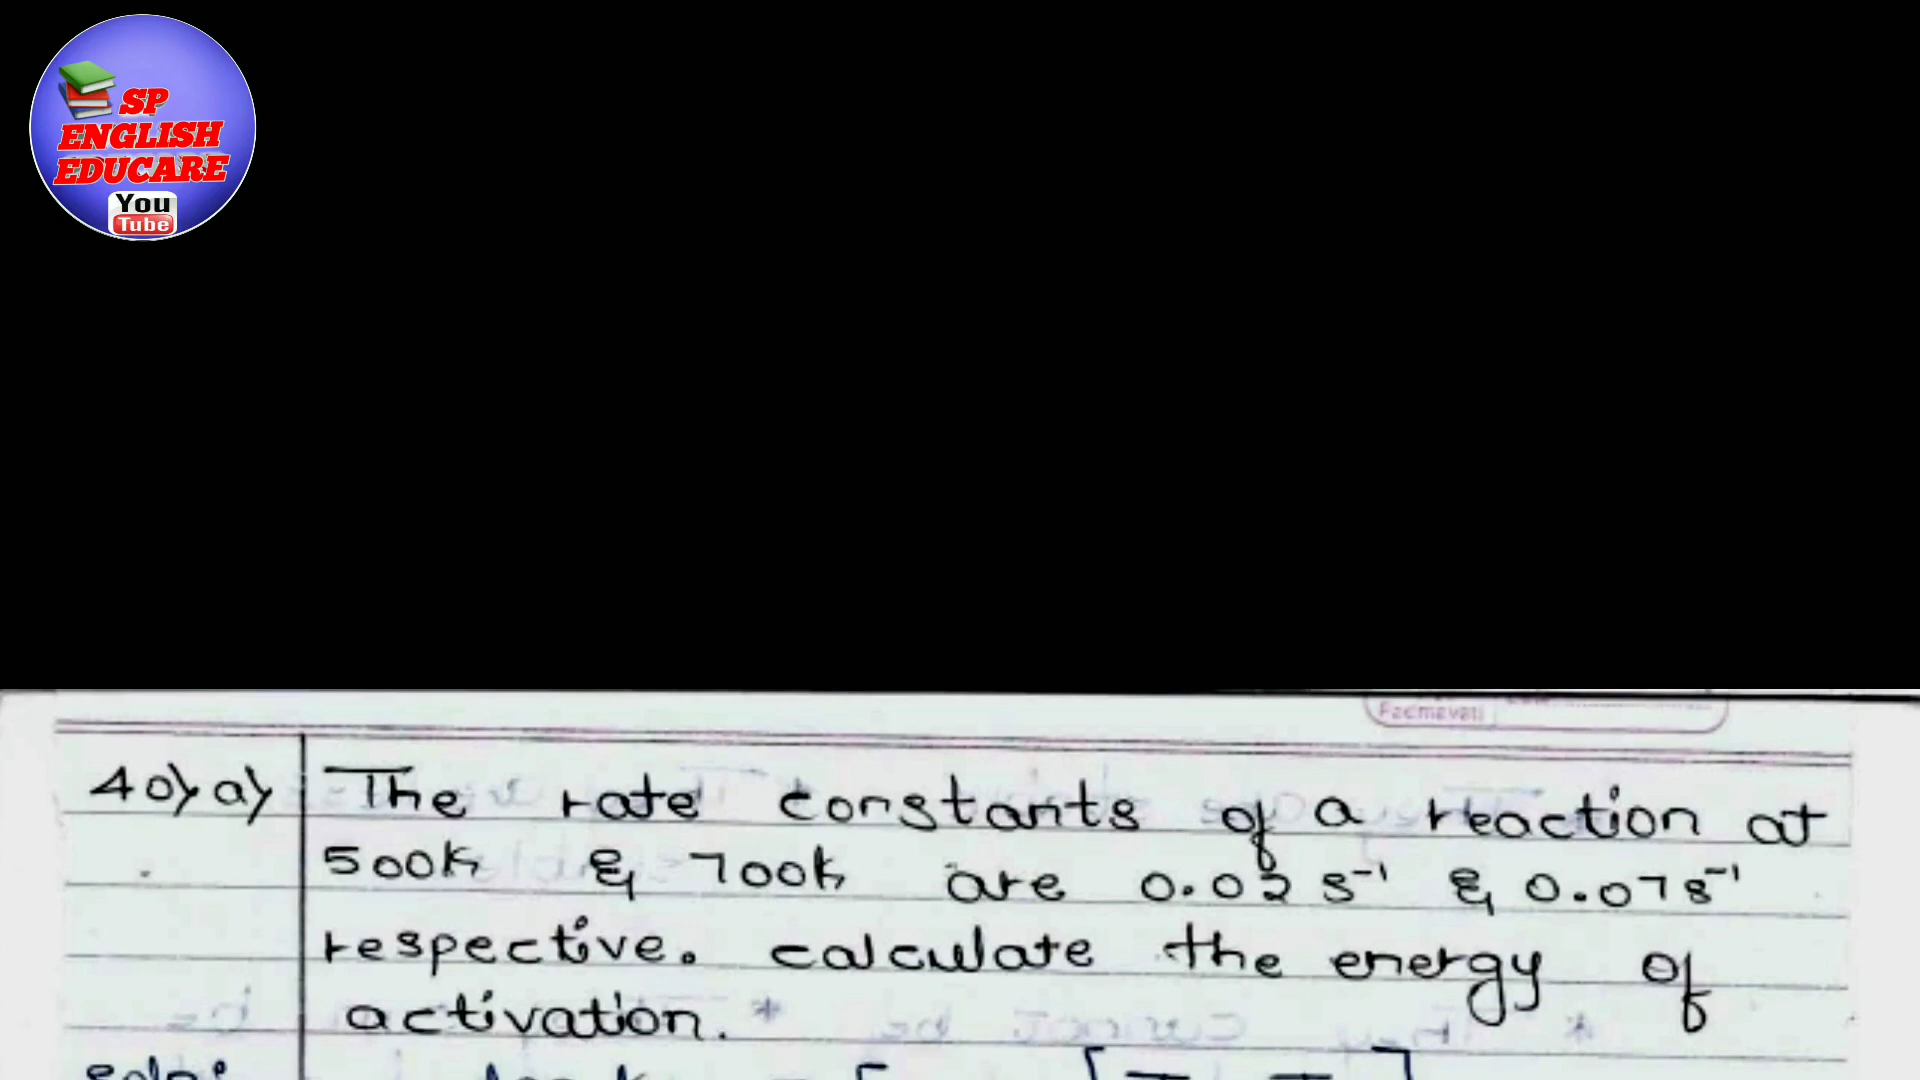 SP
ENGLISH
EDUCARE
You
Tube
40) a) The rate constants of a reaction at
500k & 700k are 0.02 s⁻¹ & 0.07 s⁻¹
respective. calculate the energy of
activation.